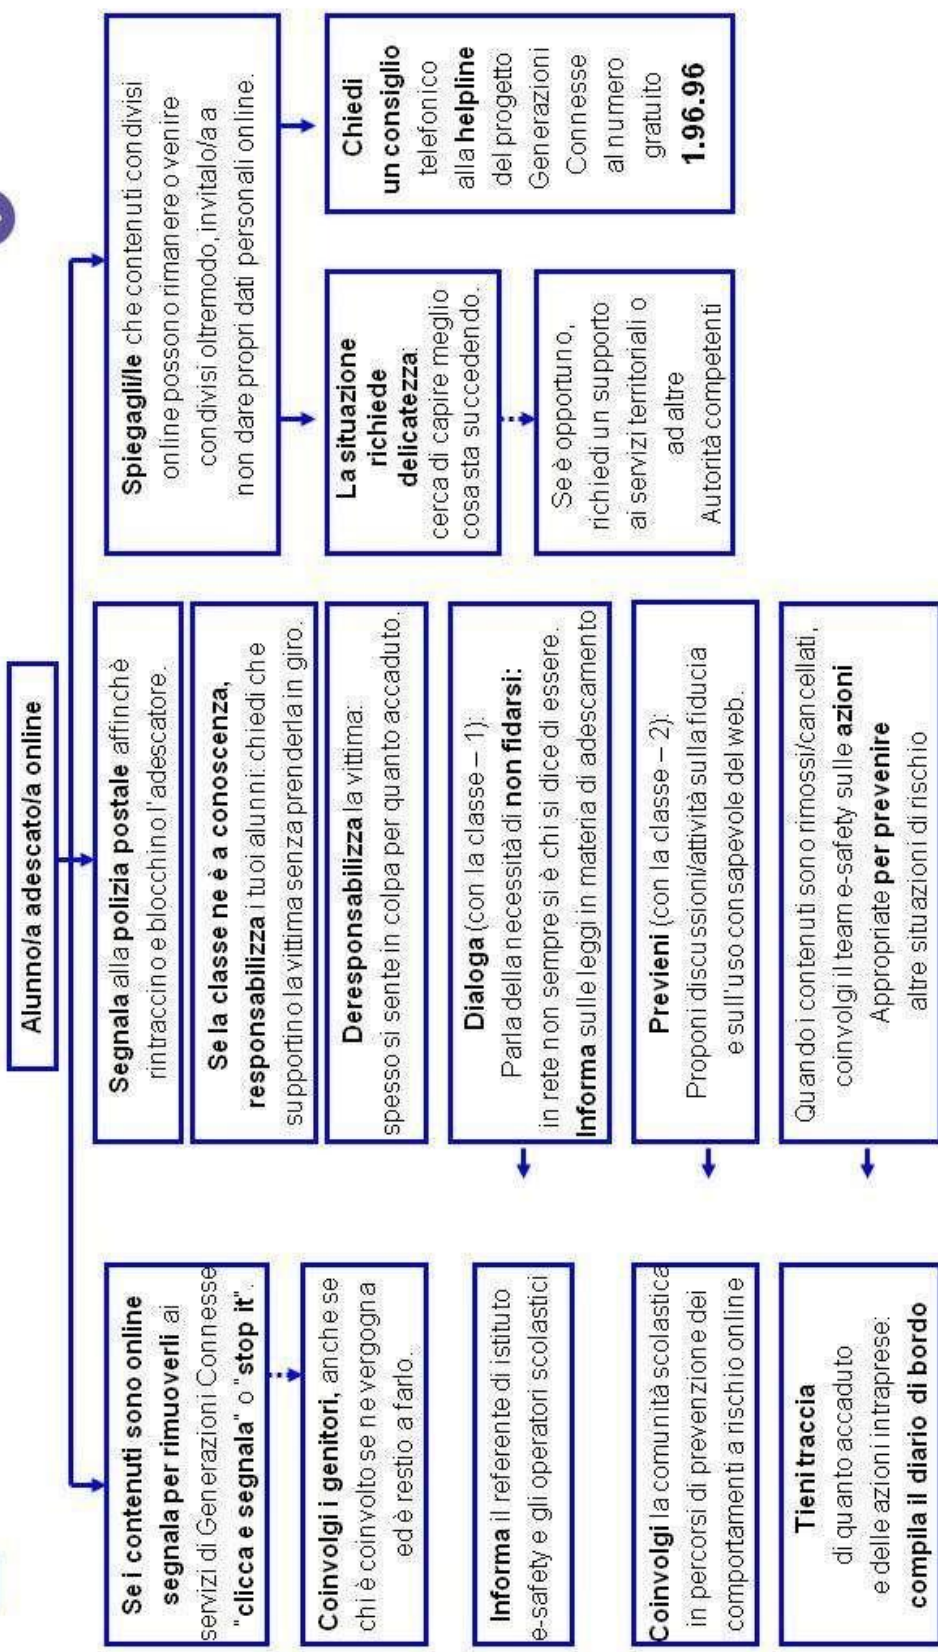 Alunno/a adescato/a online
Se i contenuti sono online
segnala per rimuoverli ai
servizi di Generazioni Connesse
"clicca e segnala" o "stop it".
Coinvolgi i genitori, anche se
chi è coinvolto se ne vergogna
ed è restio a farlo.
Informa il referente di istituto
e-safety e gli operatori scolastici
Coinvolgi la comunità scolastica
in percorsi di prevenzione dei
comportamenti a rischio online
Tieni traccia
di quanto accaduto
e delle azioni intraprese:
compila il diario di bordo
Segnala alla polizia postale affinchè
rintraccino e blocchino l'adescatore.
Se la classe ne è a conoscenza,
responsabilizza i tuoi alunni: chiedi che
supportino la vittima senza prenderla in giro.
Deresponsabilizza la vittima:
spesso si sente in colpa per quanto accaduto.
Dialoga (con la classe – 1):
Parla della necessità di non fidarsi:
in rete non sempre si è chi si dice di essere.
Informa sulle leggi in materia di adescamento
Previeni (con la classe – 2):
Proponi discussioni/attività sulla fiducia
e sull'uso consapevole del web.
Quando i contenuti sono rimossi/cancellati,
coinvolgi il team e-safety sulle azioni
Appropriate per prevenire
altre situazioni di rischio
Spiegagli/le che contenuti condivisi
online possono rimanere o venire
condivisi oltremodo, invitalo/a a
non dare propri dati personali online.
La situazione
richiede
delicatezza:
cerca di capire meglio
cosa sta succedendo.
Se è opportuno,
richiedi un supporto
ai servizi territoriali o
ad altre
Autorità competenti
Chiedi
un consiglio
telefonico
alla helpline
del progetto
Generazioni
Connesse
al numero
gratuito
1.96.96